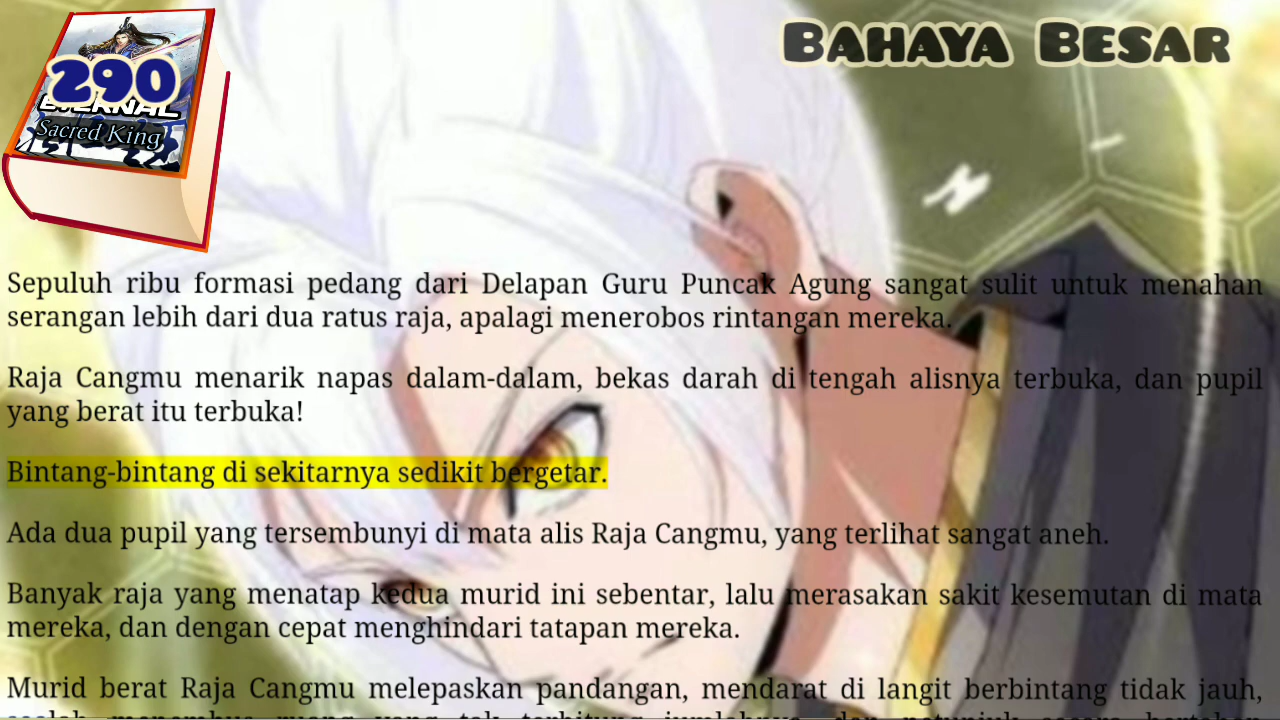 290
ETERNAL
Sacred King
Bahaya Besar
Sepuluh ribu formasi pedang dari Delapan Guru Puncak Agung sangat sulit untuk menahan
serangan lebih dari dua ratus raja, apalagi menerobos rintangan mereka.
Raja Cangmu menarik napas dalam-dalam, bekas darah di tengah alisnya terbuka, dan pupil
yang berat itu terbuka!
Bintang-bintang di sekitarnya sedikit bergetar.
Ada dua pupil yang tersembunyi di mata alis Raja Cangmu, yang terlihat sangat aneh.
Banyak raja yang menatap kedua murid ini sebentar, lalu merasakan sakit kesemutan di mata
mereka, dan dengan cepat menghindari tatapan mereka.
Murid berat Raja Cangmu melepaskan pandangan, mendarat di langit berbintang tidak jauh,